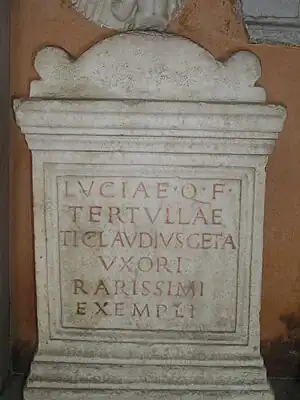 LVCIAE · Q · F ·
TERTVLLAE
TI CLAVDIVS GETA
VXORI
RARISSIMI
EXEMPLI